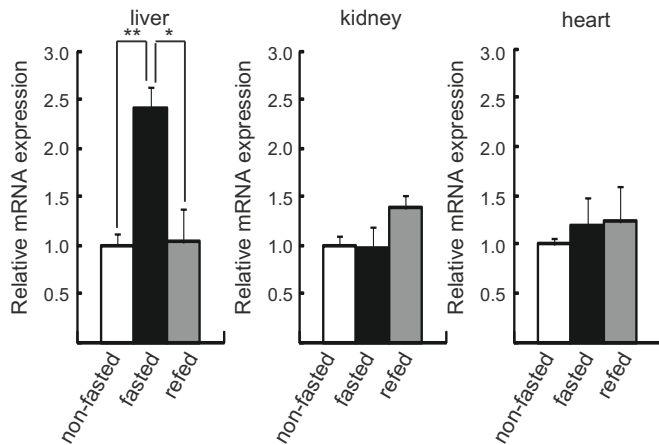 liver
kidney
heart
** *
Relative mRNA expression
3.0
2.5
2.0
1.5
1.0
0.5
non-fasted
fasted
refed
Relative mRNA expression
3.0
2.5
2.0
1.5
1.0
0.5
non-fasted
fasted
refed
Relative mRNA expression
3.0
2.5
2.0
1.5
1.0
0.5
non-fasted
fasted
refed